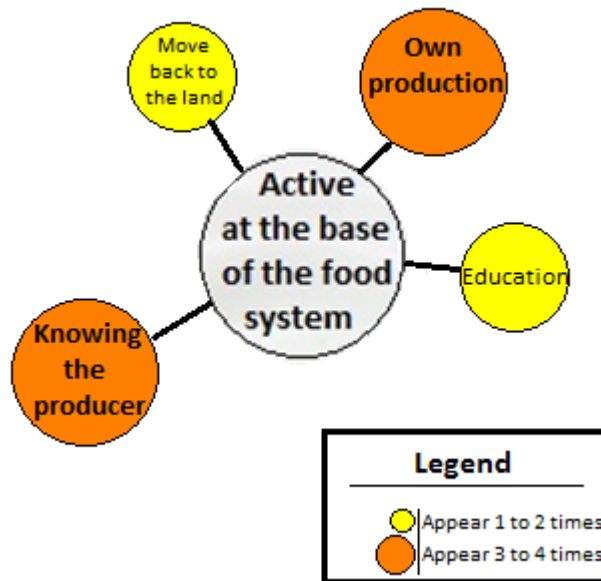 Move
back to
the land
Own
production
Active
at the base
of the food
system
Education
Knowing
the
producer
Legend
Appear 1 to 2 times
Appear 3 to 4 times